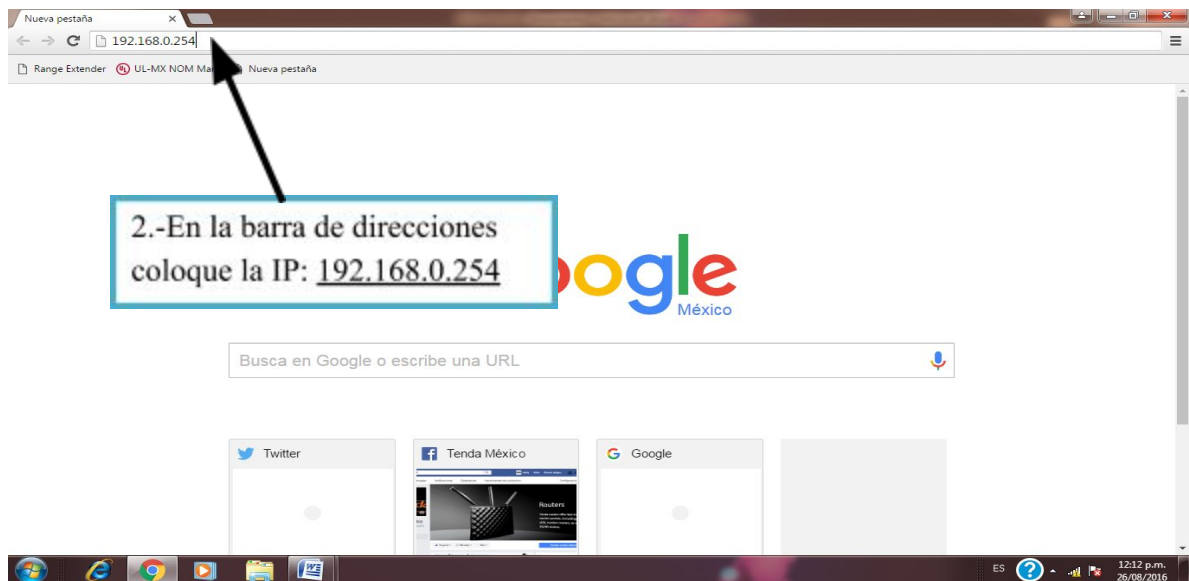 Nueva pestaña
192.168.0.254
Range Extender
UL-MX NOM Ma
Nueva pestaña
2.-En la barra de direcciones
coloque la IP: 192.168.0.254
ogle
México
Busca en Google o escribe una URL
Twitter
Tenda México
Google
Routers
ES
12:12 p.m.
26/08/2016